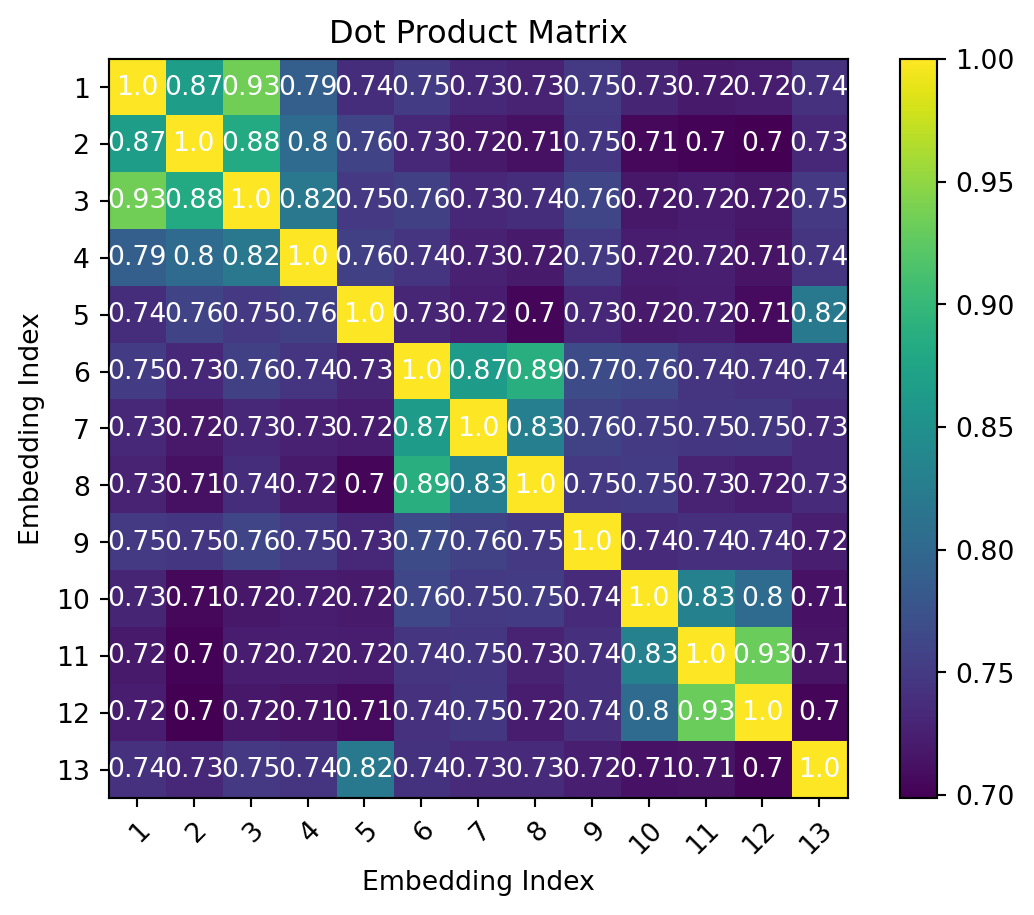 Dot Product Matrix
1 1.0 0.87 0.93 0.79 0.74 0.75 0.73 0.73 0.75 0.73 0.72 0.72 0.74
2 0.87 1.0 0.88 0.8 0.76 0.73 0.72 0.71 0.75 0.71 0.7 0.7 0.73
3 0.93 0.88 1.0 0.82 0.75 0.76 0.73 0.74 0.76 0.72 0.72 0.72 0.75
4 0.79 0.8 0.82 1.0 0.76 0.74 0.73 0.72 0.75 0.72 0.72 0.71 0.74
5 0.74 0.76 0.75 0.76 1.0 0.73 0.72 0.7 0.73 0.72 0.72 0.71 0.82
6 0.75 0.73 0.76 0.74 0.73 1.0 0.87 0.89 0.77 0.76 0.74 0.74 0.74
7 0.73 0.72 0.73 0.73 0.72 0.87 1.0 0.83 0.76 0.75 0.75 0.75 0.73
8 0.73 0.71 0.74 0.72 0.7 0.89 0.83 1.0 0.75 0.75 0.73 0.72 0.73
9 0.75 0.75 0.76 0.75 0.73 0.77 0.76 0.75 1.0 0.74 0.74 0.74 0.72
10 0.73 0.71 0.72 0.72 0.72 0.76 0.75 0.75 0.74 1.0 0.83 0.8 0.71
11 0.72 0.7 0.72 0.72 0.72 0.74 0.75 0.73 0.74 0.83 1.0 0.93 0.71
12 0.72 0.7 0.72 0.71 0.71 0.74 0.75 0.72 0.74 0.8 0.93 1.0 0.7
13 0.74 0.73 0.75 0.74 0.82 0.74 0.73 0.73 0.72 0.71 0.71 0.7 1.0
1 2 3 4 5 6 7 8 9 10 11 12 13
Embedding Index
Embedding Index
1.00
0.95
0.90
0.85
0.80
0.75
0.70